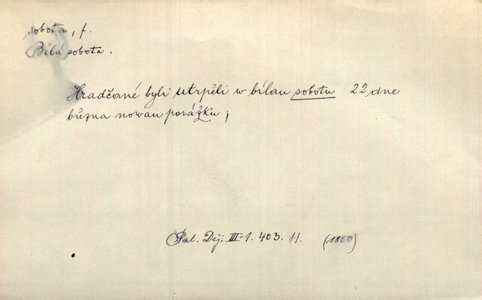 sobota, f.
Bílá sobota.
Hradčané byli utrpěli w bílau sobotu 22 dne
března nowau porážku;
Pal. Děj. III-1. 403. 11. (1850)